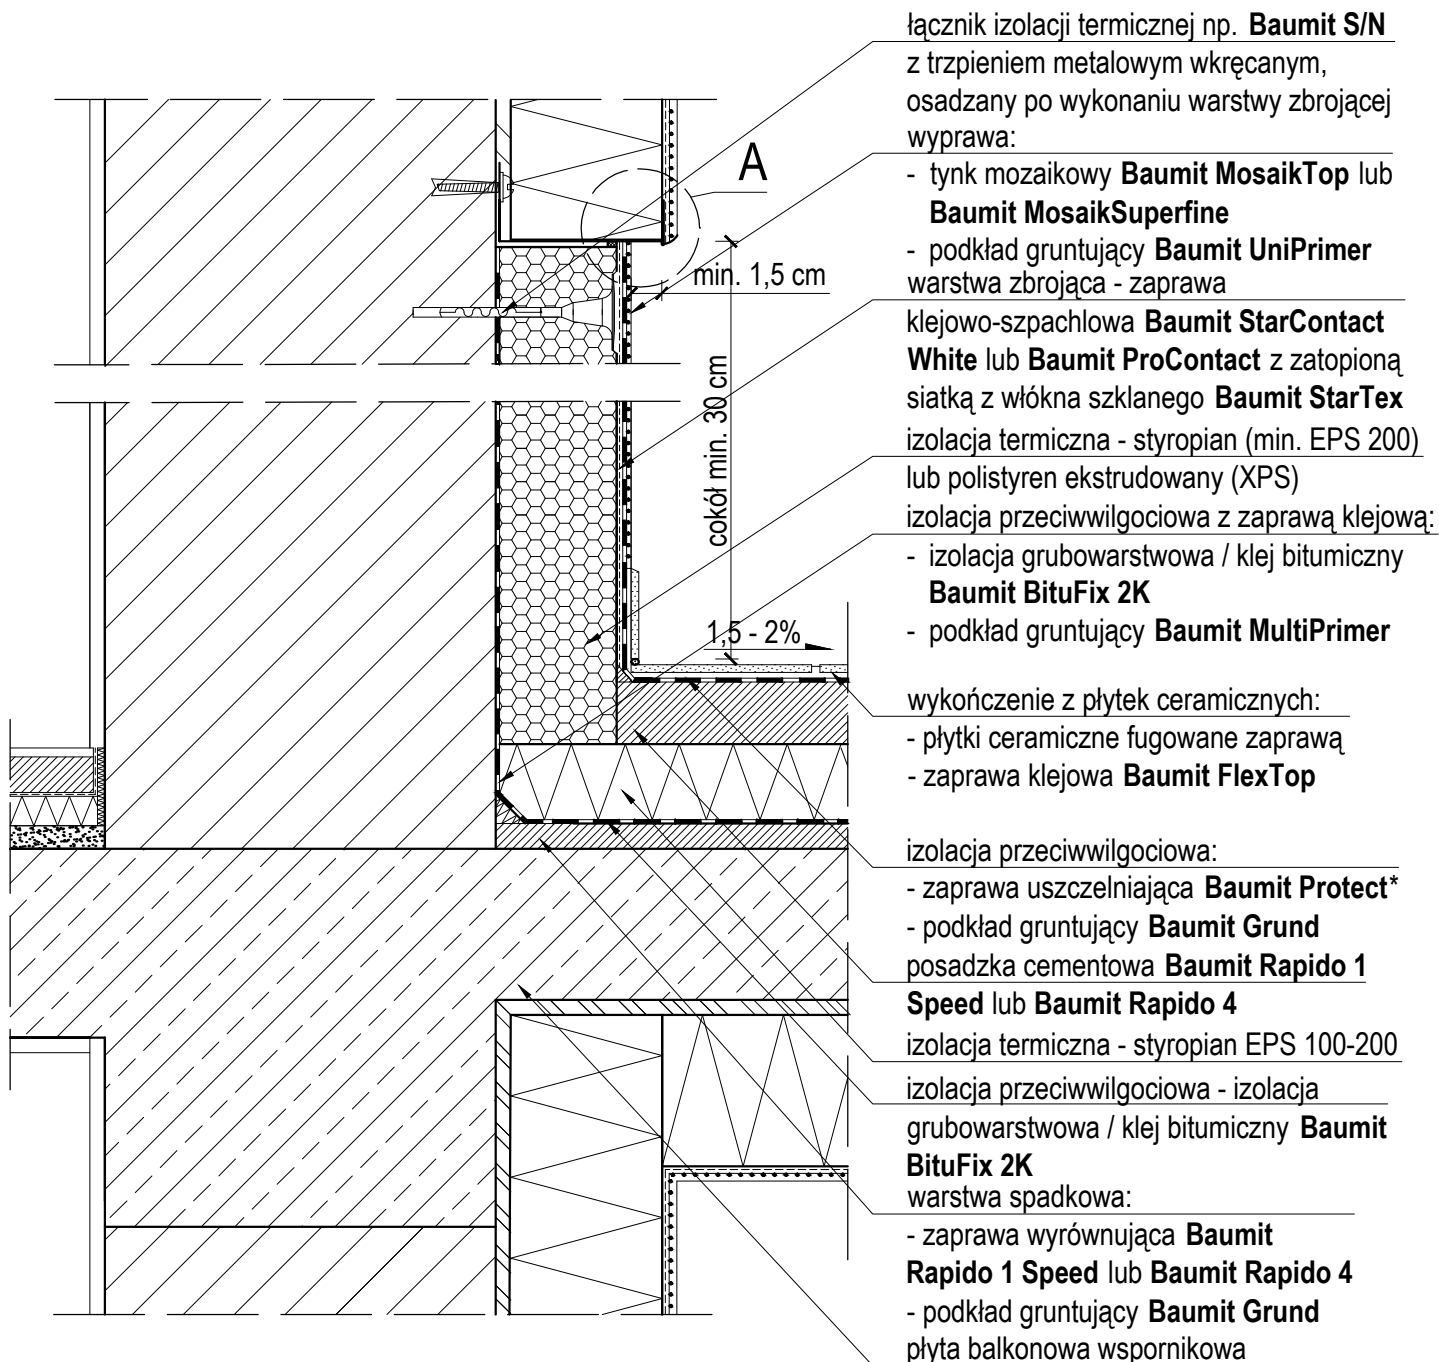 łącznik izolacji termicznej np. Baumit S/N
z trzpieniem metalowym wkręcanym,
osadzany po wykonaniu warstwy zbrojącej
wyprawa:
- tynk mozaikowy Baumit MosaikTop lub
Baumit MosaikSuperfine
- podkład gruntujący Baumit UniPrimer
warstwa zbrojąca - zaprawa
klejowo-szpachlowa Baumit StarContact
White lub Baumit ProContact z zatopioną
siatką z włókna szklanego Baumit StarTex
izolacja termiczna - styropian (min. EPS 200)
lub polistyren ekstrudowany (XPS)
izolacja przeciwwilgociowa z zaprawą klejową:
- izolacja grubowarstwowa / klej bitumiczny
Baumit BituFix 2K
- podkład gruntujący Baumit MultiPrimer
wykończenie z płytek ceramicznych:
- płytki ceramiczne fugowane zaprawą
- zaprawa klejowa Baumit FlexTop
izolacja przeciwwilgociowa:
- zaprawa uszczelniająca Baumit Protect*
- podkład gruntujący Baumit Grund
posadzka cementowa Baumit Rapido 1
Speed lub Baumit Rapido 4
izolacja termiczna - styropian EPS 100-200
izolacja przeciwwilgociowa - izolacja
grubowarstwowa / klej bitumiczny Baumit
BituFix 2K
warstwa spadkowa:
- zaprawa wyrównująca Baumit
Rapido 1 Speed lub Baumit Rapido 4
- podkład gruntujący Baumit Grund
płyta balkonowa wspornikowa
A
min. 1,5 cm
cokół min. 30 cm
1,5 - 2%